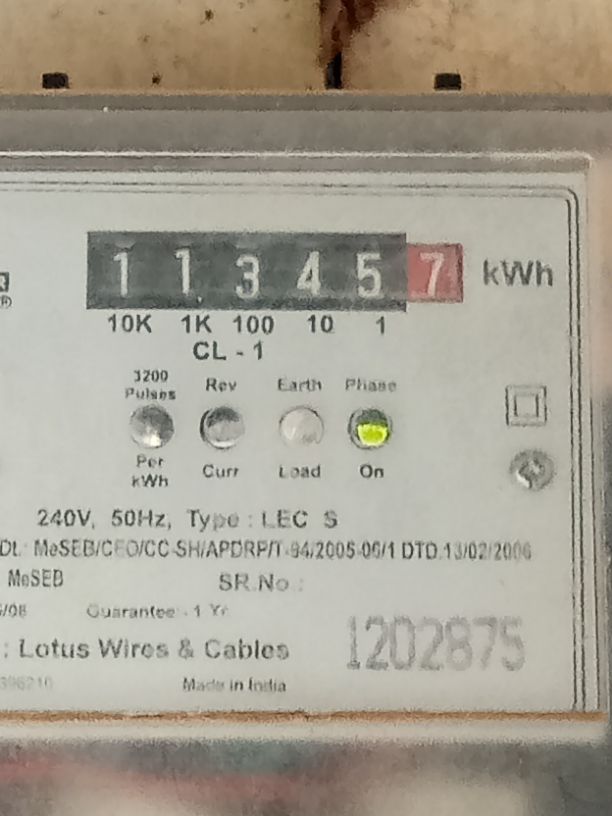 1 1 3 4 5 7 kWh
10K 1K 100 10 1
CL - 1
3200 Pulses Rev Earth Phase
Per kWh Curr Load On
240V, 50Hz, Type : LEC S
MeSEB/CEO/CC-SH/APDRP/T-94/2005-06/1 DTD.13/02/2006
MeSEB SR.No :
Guarantee - 1 Yr
: Lotus Wires & Cables 1202875
Made in India